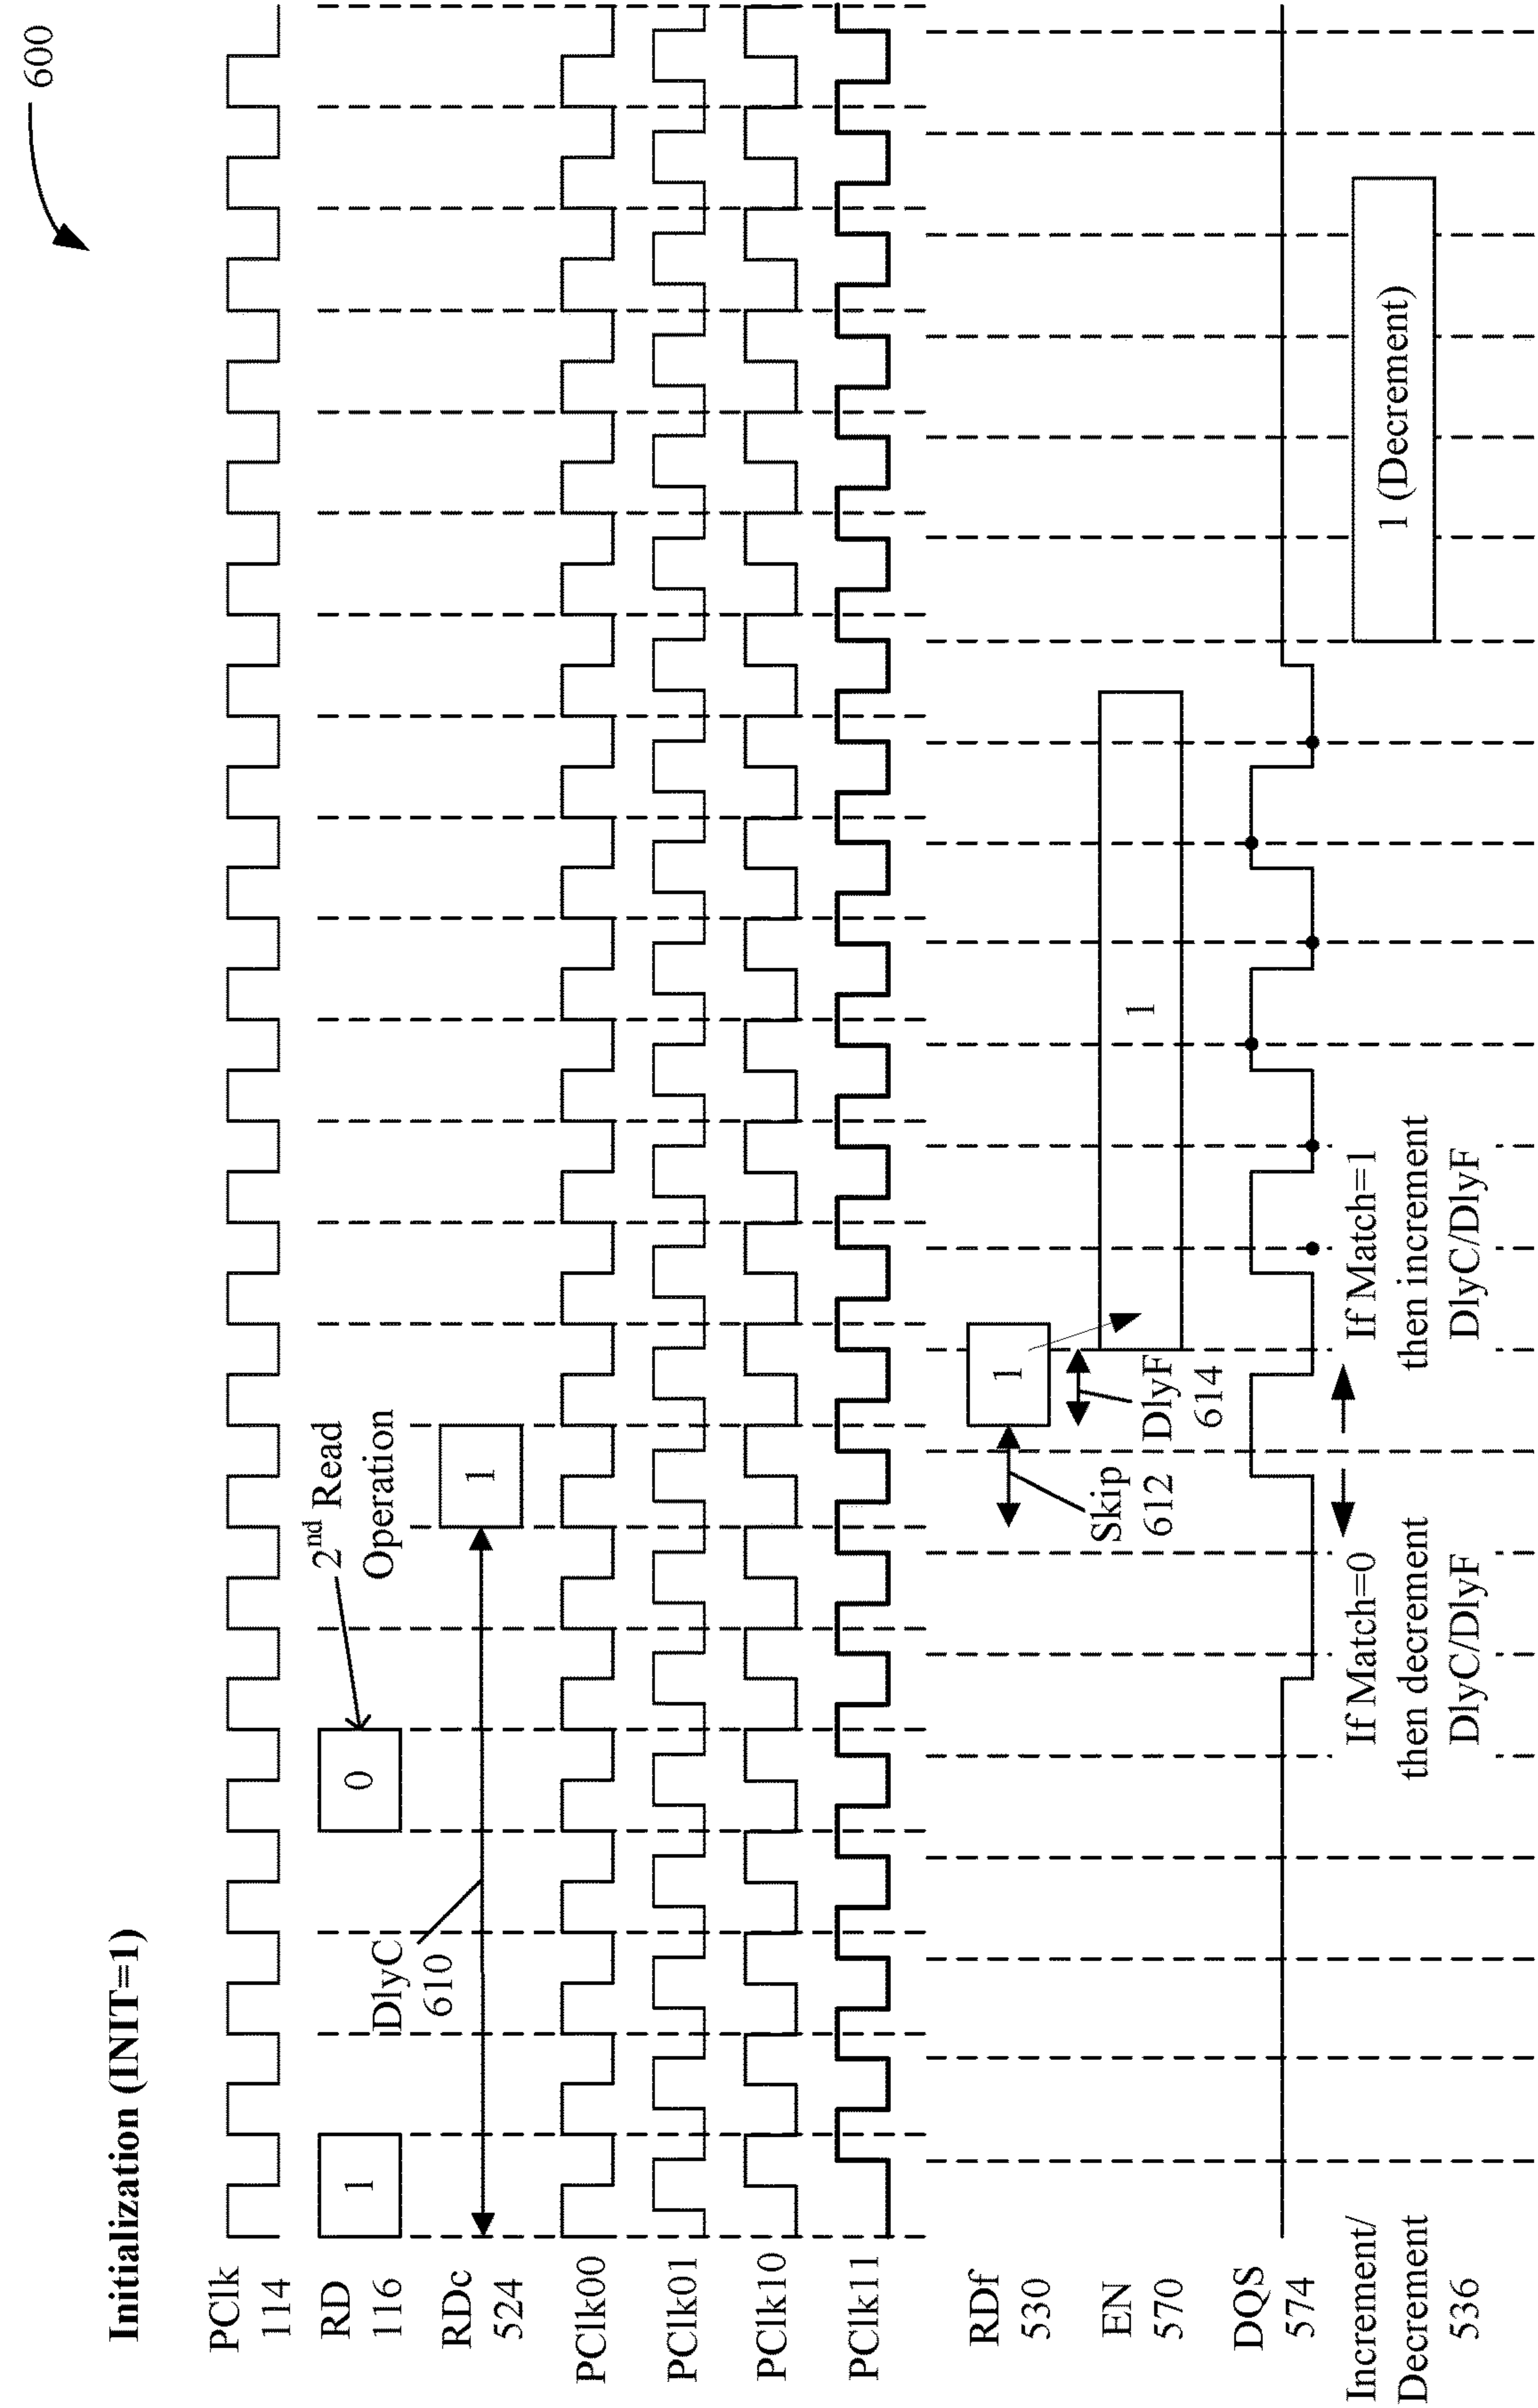 600
Initialization (INIT=1)
PClk
114
RD
116
1
0
2nd Read
Operation
RDc
524
DlyC
610
1
PClk00
PClk01
PClk10
PClk11
RDf
530
1
Skip
612
DlyF
614
EN
570
1
DQS
574
Increment/
Decrement
536
If Match=0
then decrement
DlyC/DlyF
If Match=1
then increment
DlyC/DlyF
1 (Decrement)